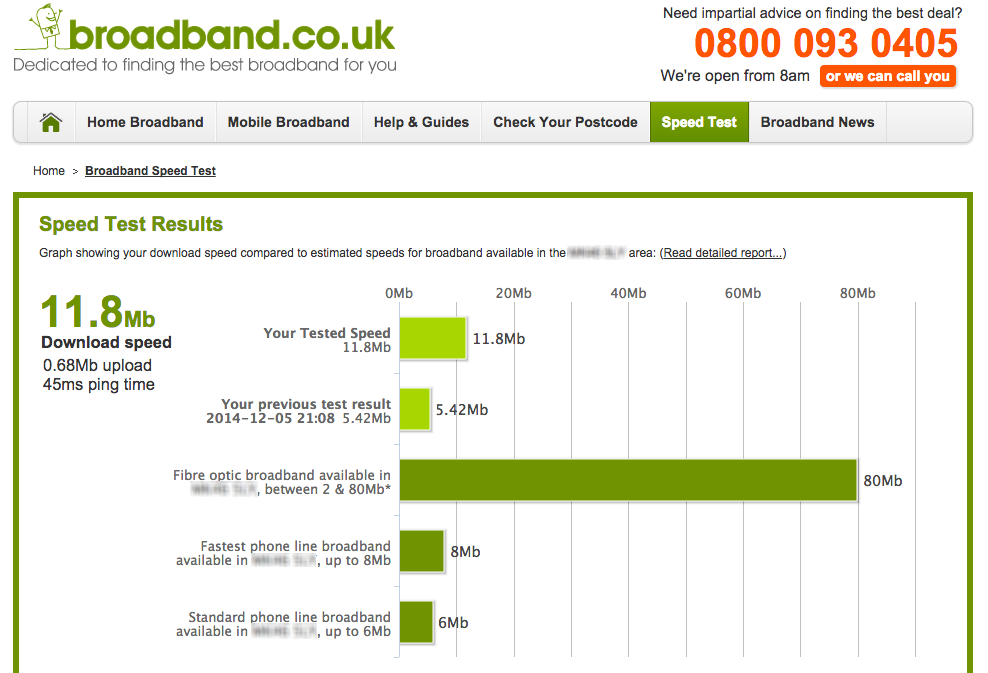 broadband.co.uk
Dedicated to finding the best broadband for you
Need impartial advice on finding the best deal?
0800 093 0405
We're open from 8am or we can call you
Home Broadband Mobile Broadband Help & Guides Check Your Postcode Speed Test Broadband News
Home > Broadband Speed Test
Speed Test Results
Graph showing your download speed compared to estimated speeds for broadband available in the area: (Read detailed report...)
11.8Mb
Download speed
0.68Mb upload
45ms ping time
0Mb 20Mb 40Mb 60Mb 80Mb
Your Tested Speed
11.8Mb
11.8Mb
Your previous test result
2014-12-05 21:08 5.42Mb
5.42Mb
Fibre optic broadband available in
, between 2 & 80Mb*
80Mb
Fastest phone line broadband
available in , up to 8Mb
8Mb
Standard phone line broadband
available in , up to 6Mb
6Mb